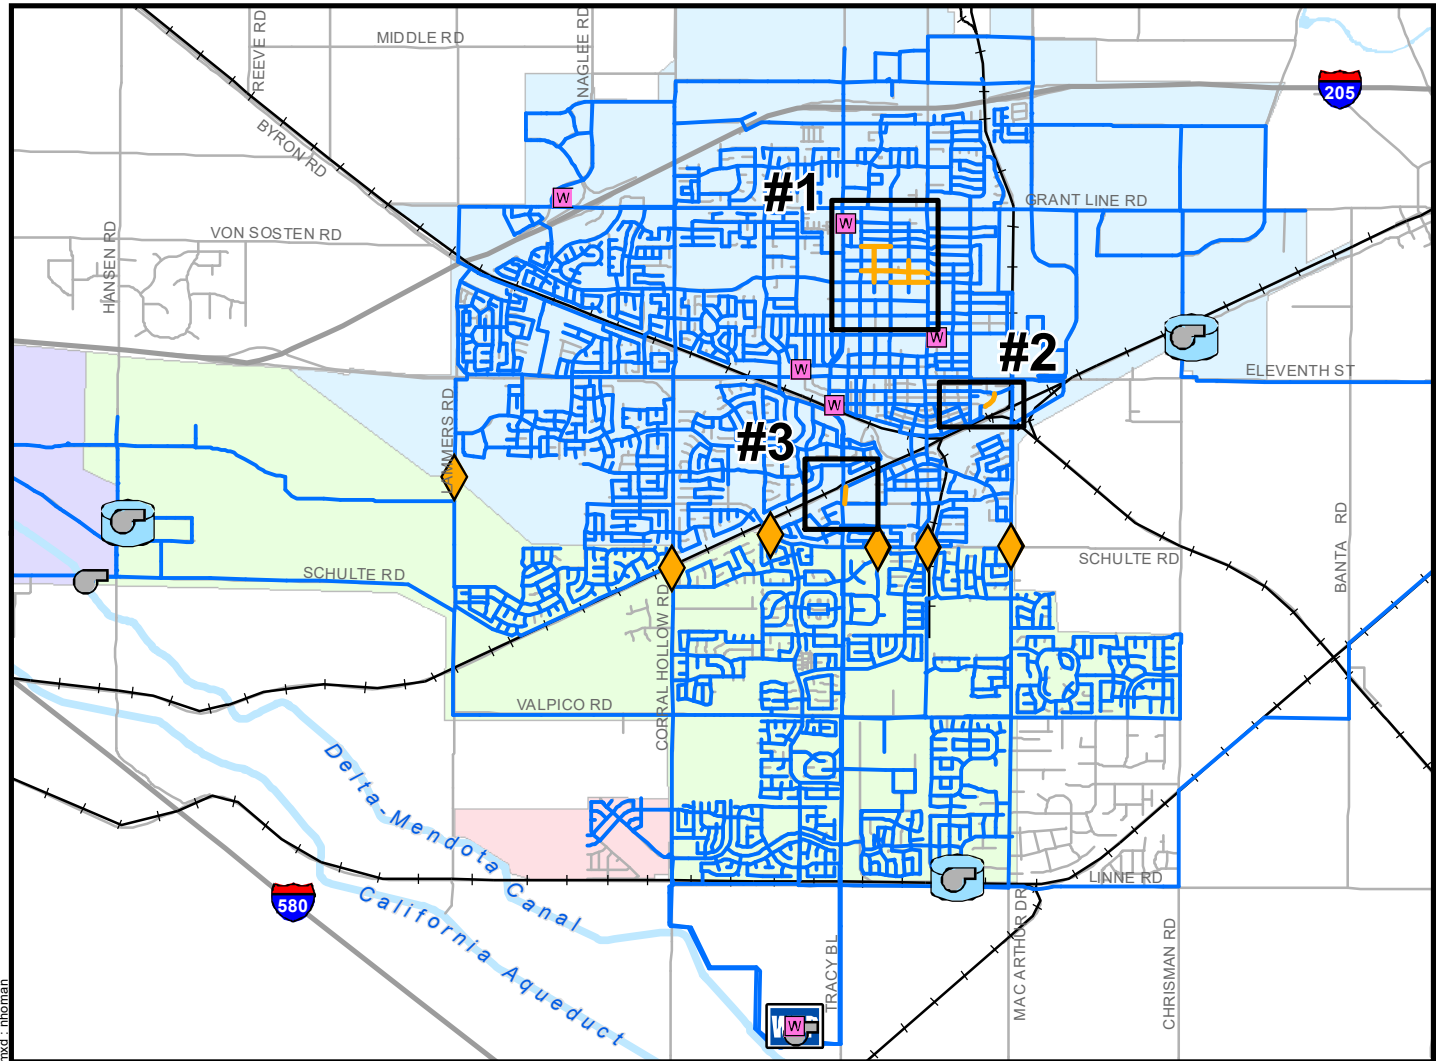 MIDDLE RD
REEVE RD
NAGLEE RD
205
BYRON RD
#1
W
W
GRANT LINE RD
VON SOSTEN RD
HANSEN RD
W
#2
W
ELEVENTH ST
LAMMERS RD
W
#3
SCHULTE RD
SCHULTE RD
BANTA RD
CORRAL HOLLOW RD
VALPICO RD
Delta-Mendota Canal
LINNE RD
580
California Aqueduct
TRACY BL
MAC ARTHUR DR
CHRISMAN RD
W
mxd : nhoman